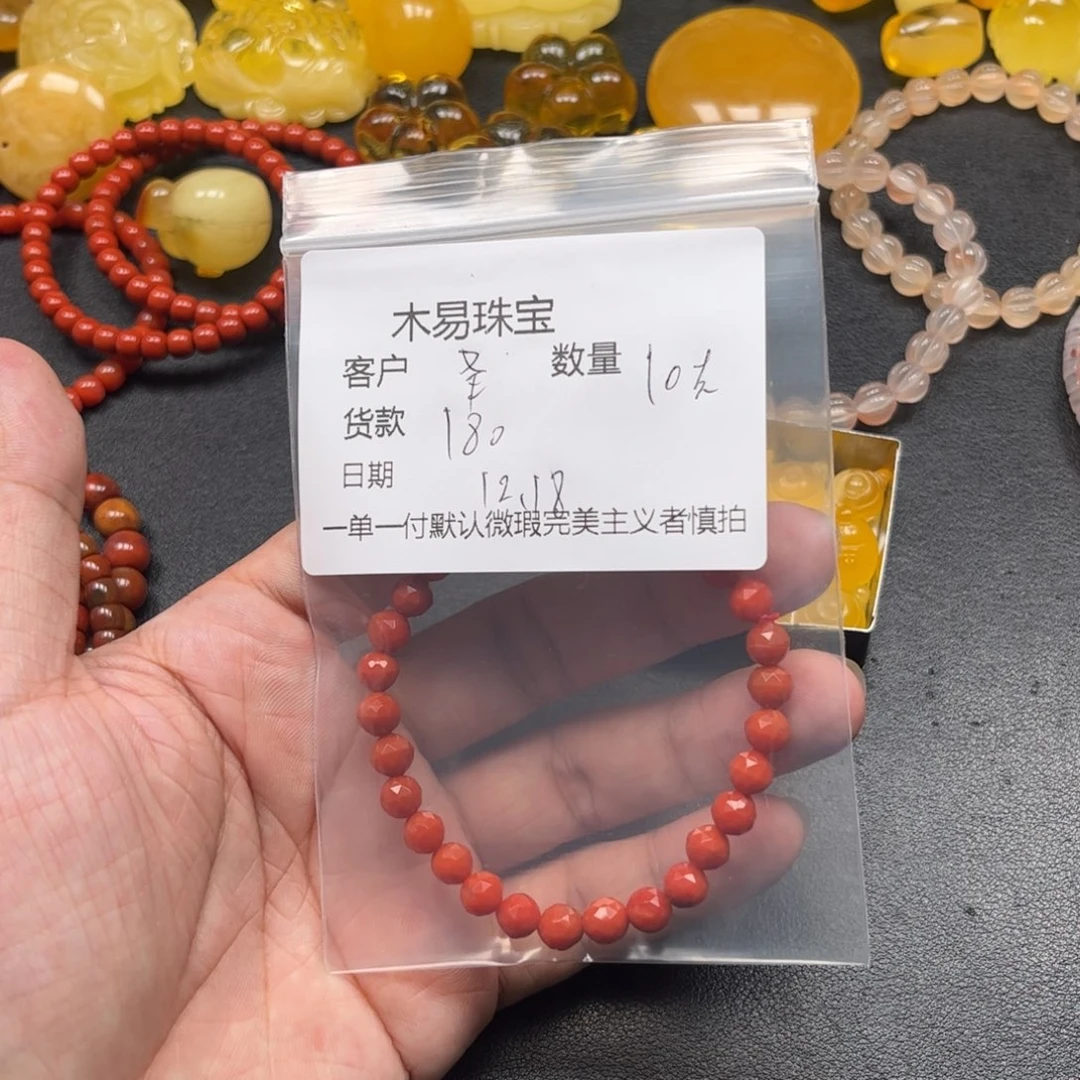 木易珠宝
客户 数量 10克
货款 180
日期 12.18
一单一付默认微瑕完美主义者慎拍